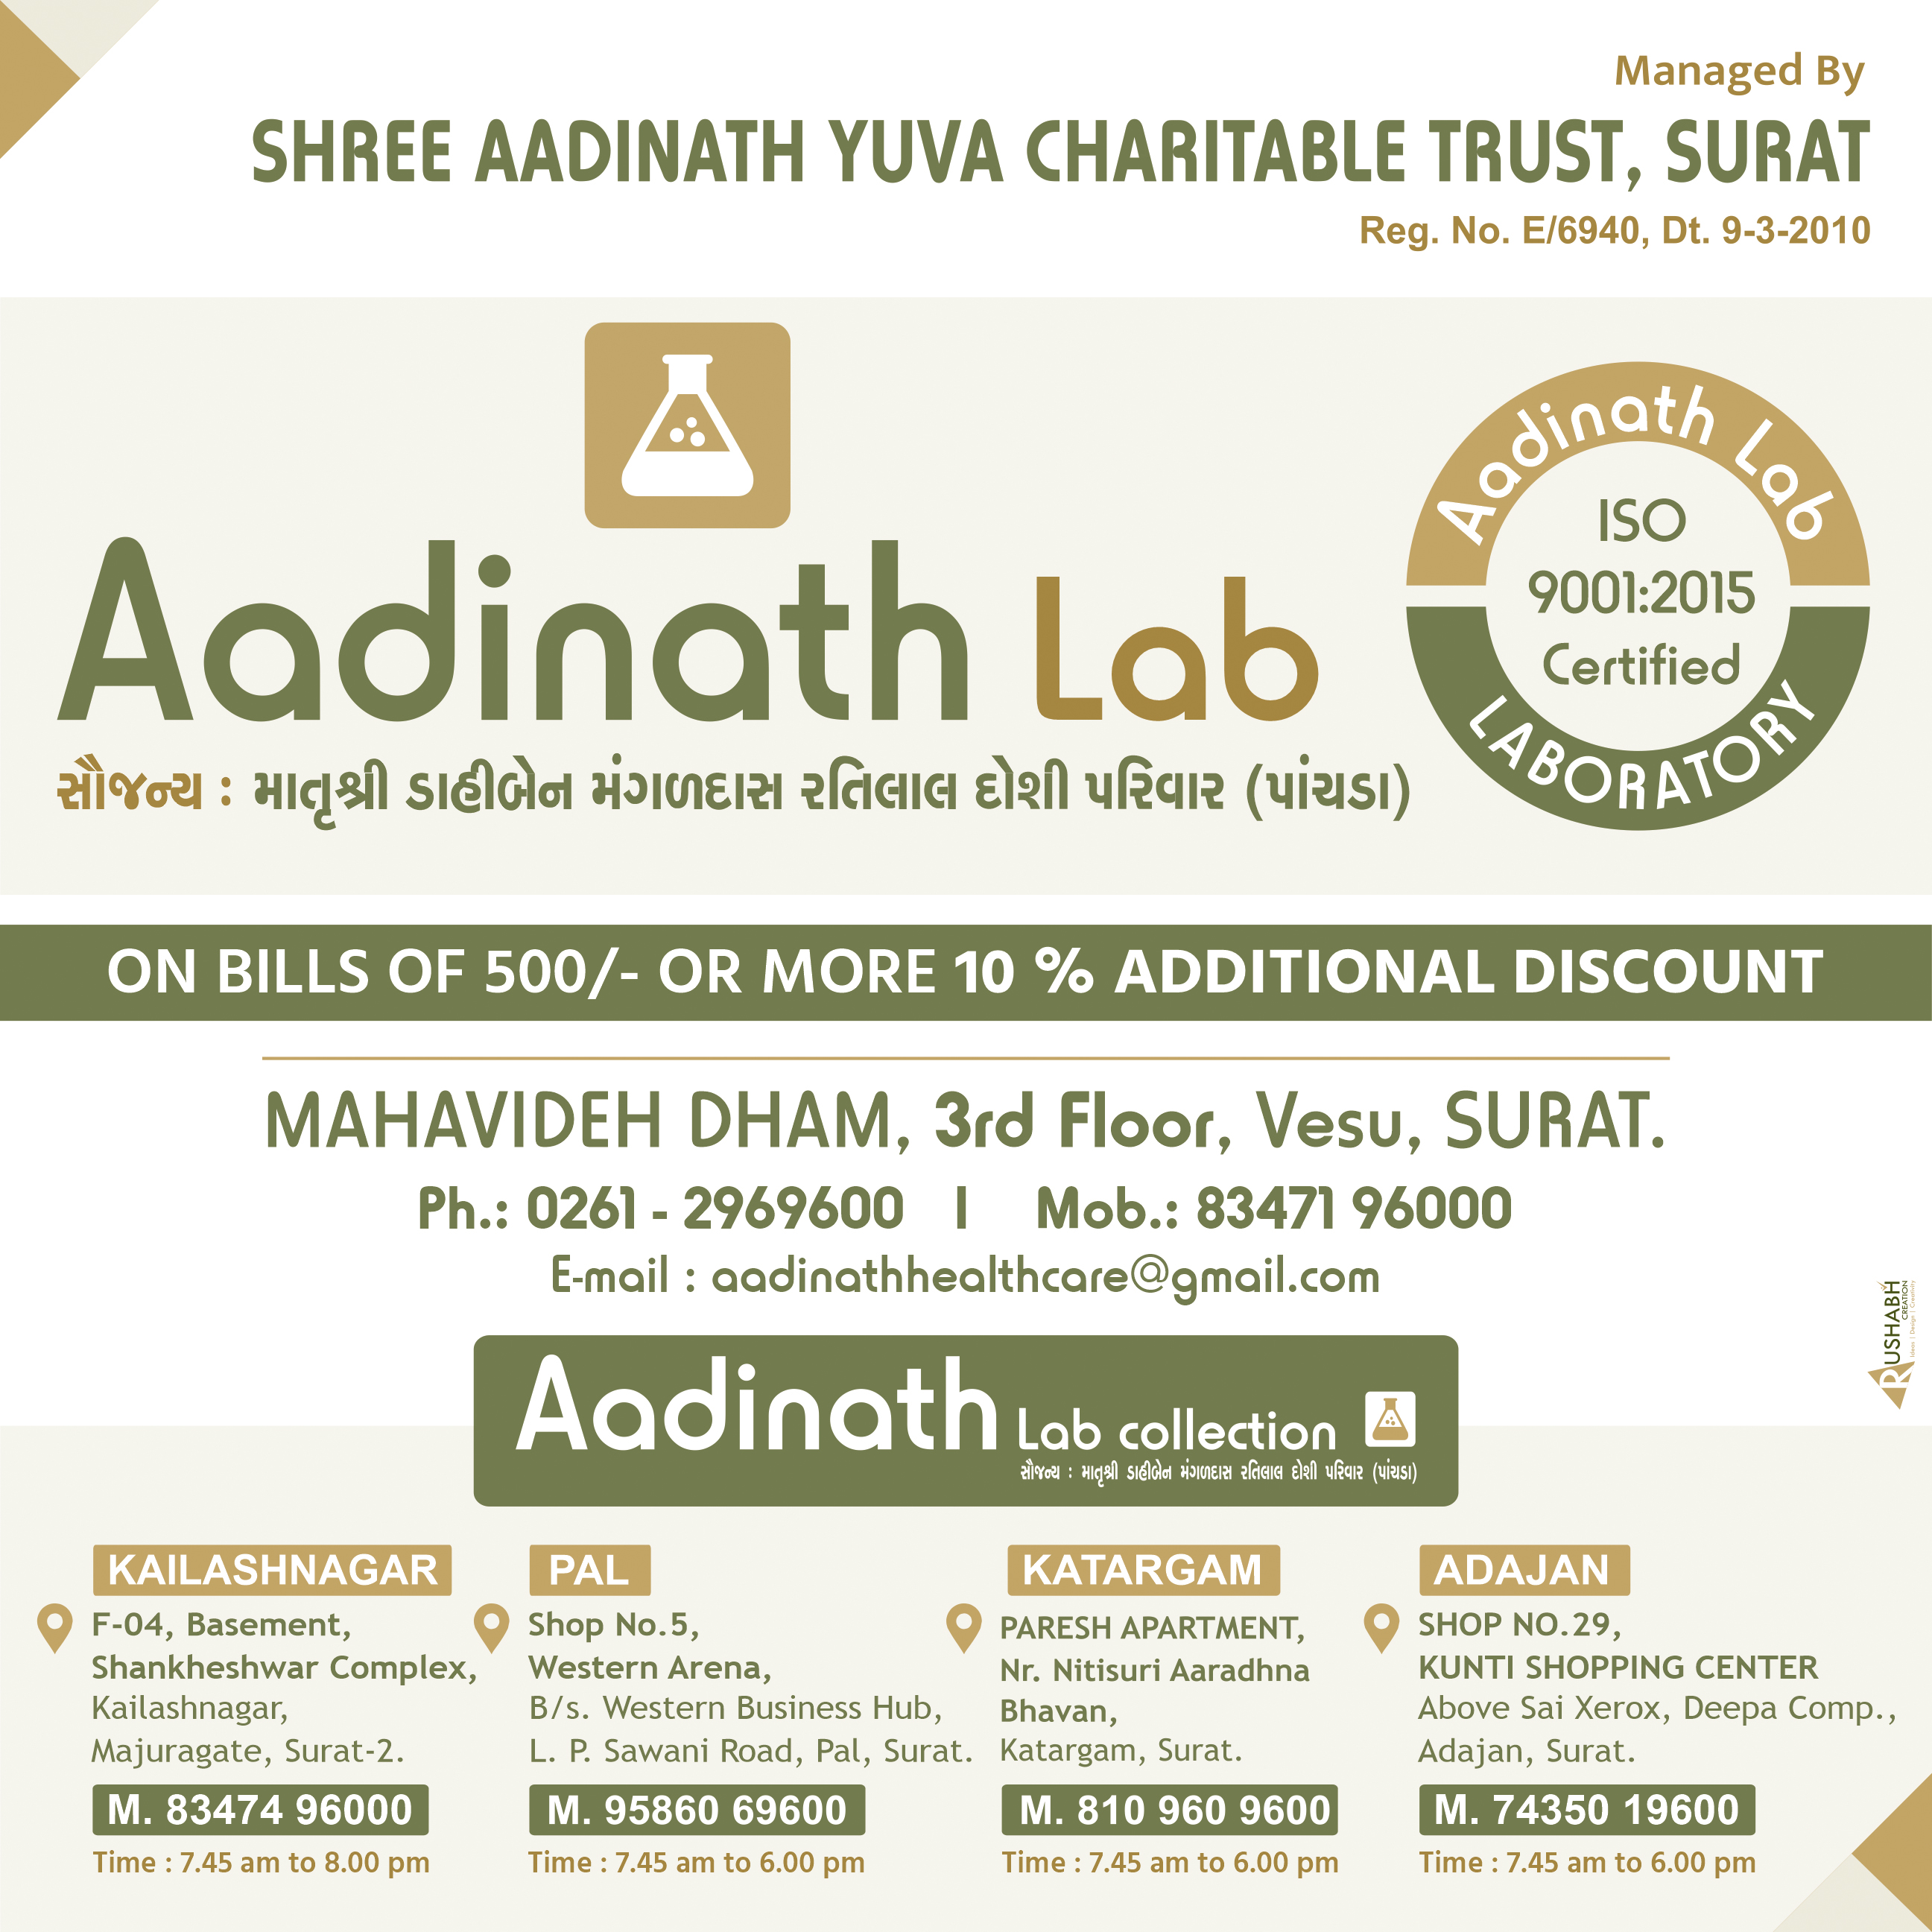 Managed By
SHREE AADINATH YUVA CHARITABLE TRUST, SURAT
Reg. No. E/6940, Dt. 9-3-2010
Aadinath Lab
સૌજન્ય : માતૃશ્રી ડાહીબેન મંગળદાસ રતિલાલ દોશી પરિવાર (પાંચડા)
Aadinath Lab
ISO
9001:2015
Certified
LABORATORY
ON BILLS OF 500/- OR MORE 10 % ADDITIONAL DISCOUNT
MAHAVIDEH DHAM, 3rd Floor, Vesu, SURAT.
Ph.: 0261 - 2969600 | Mob.: 83471 96000
E-mail : aadinathhealthcare@gmail.com
RUSHABH
CREATION
Ideas | Design | Creativity
Aadinath Lab collection
સૌજન્ય : માતૃશ્રી ડાહીબેન મંગળદાસ રતિલાલ દોશી પરિવાર (પાંચડા)
KAILASHNAGAR
F-04, Basement,
Shankheshwar Complex,
Kailashnagar,
Majuragate, Surat-2.
M. 83474 96000
Time : 7.45 am to 8.00 pm
PAL
Shop No.5,
Western Arena,
B/s. Western Business Hub,
L. P. Sawani Road, Pal, Surat.
M. 95860 69600
Time : 7.45 am to 6.00 pm
KATARGAM
PARESH APARTMENT,
Nr. Nitisuri Aaradhna
Bhavan,
Katargam, Surat.
M. 810 960 9600
Time : 7.45 am to 6.00 pm
ADAJAN
SHOP NO.29,
KUNTI SHOPPING CENTER
Above Sai Xerox, Deepa Comp.,
Adajan, Surat.
M. 74350 19600
Time : 7.45 am to 6.00 pm